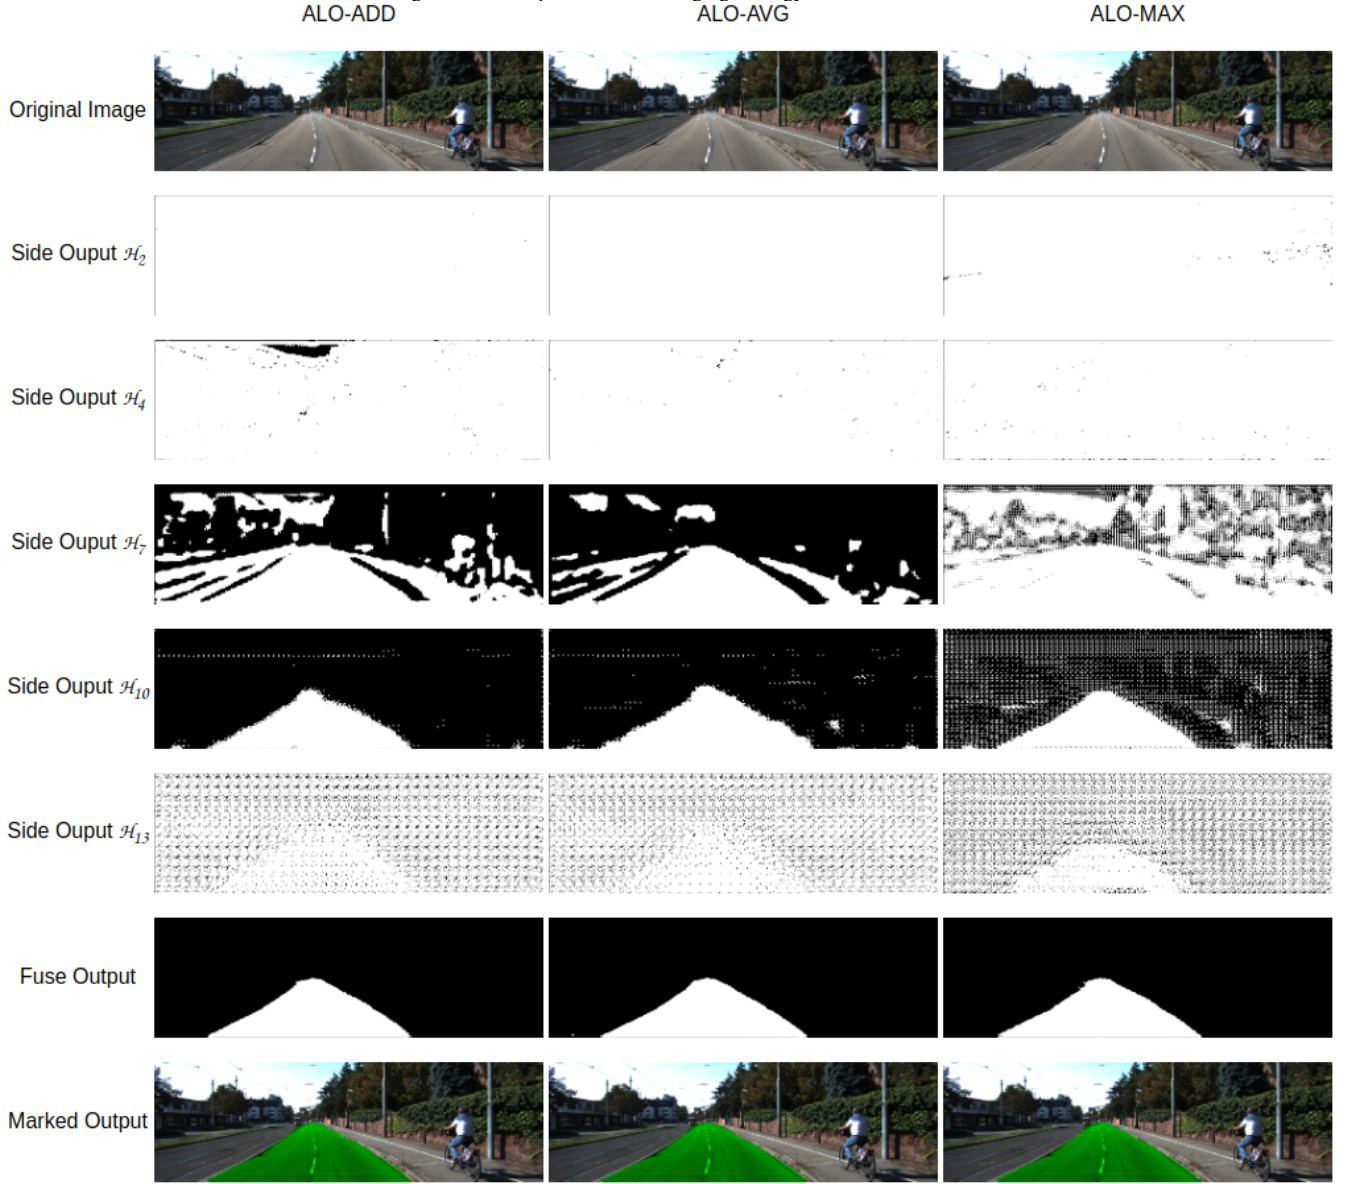 ALO-ADD ALO-AVG ALO-MAX
Original Image
Side Ouput ℋ2
Side Ouput ℋ4
Side Ouput ℋ7
Side Ouput ℋ10
Side Ouput ℋ13
Fuse Output
Marked Output